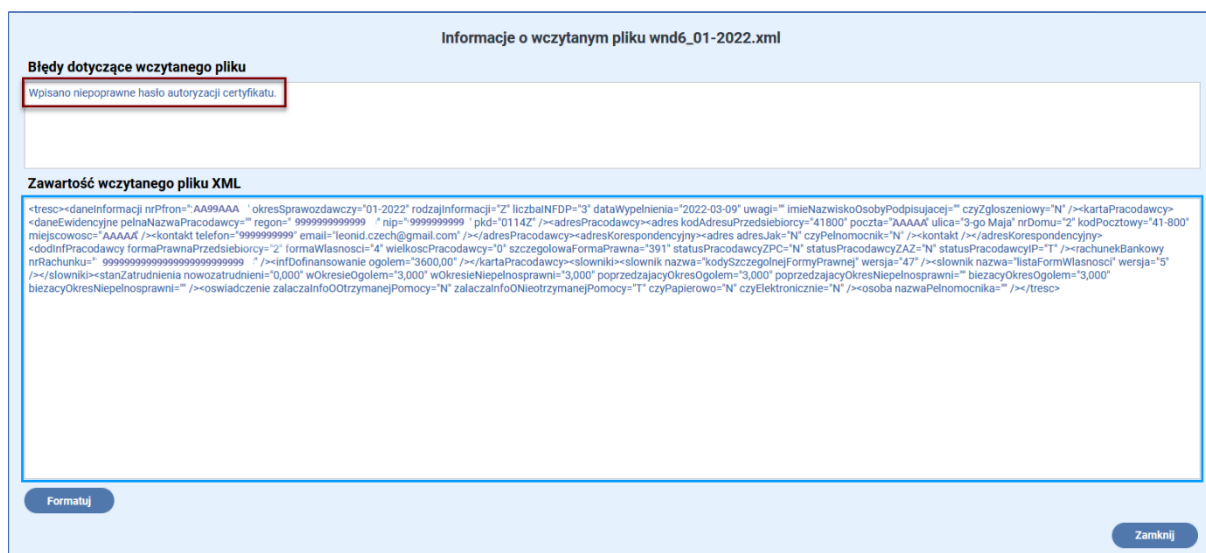 Informacje o wczytanym pliku wnd6_01-2022.xml
Błędy dotyczące wczytanego pliku
Wpisano niepoprawne hasło autoryzacji certyfikatu.
Zawartość wczytanego pliku XML
<tresc><daneInformacji nrPfron=":AA99AAA ' okresSprawozdawczy="01-2022" rodzajInformacji="Z" liczbaINFDP="3" dataWypelnienia="2022-03-09" uwagi="" imieNazwiskoOsobyPodpisujacej="" czyZgloszeniowy="N" /><kartaPracodawcy>
<daneEwidencyjne pelnaNazwaPracodawcy="" regon=" 9999999999999 " nip="9999999999 ' pkd="0114Z" /><adresPracodawcy><adres kodAdresuPrzedsiebiorcy="41800" poczta="AAAAA" ulica="3-go Maja" nrDomu="2" kodPocztowy="41-800"
miejscowosc="AAAAA" /><kontakt telefon="9999999999" email="leonid.czech@gmail.com" /></adresPracodawcy><adresKorespondencyjny><adres adresJak="N" czyPelnomocnik="N" /><kontakt /></adresKorespondencyjny>
<dodInfPracodawcy formaPrawnaPrzedsiebiorcy="2" formaWlasnosci="4" wielkoscPracodawcy="0" szczegolowaFormaPrawna="391" statusPracodawcyZPC="N" statusPracodawcyZAZ="N" statusPracodawcyIP="T" /><rachunekBankowy
nrRachunku=" 99999999999999999999999999 " /><infDofinansowanie ogolem="3600,00" /></kartaPracodawcy><slowniki><slownik nazwa="kodySzczegolnejFormyPrawnej" wersja="47" /><slownik nazwa="listaFormWlasnosci" wersja="5"
/></slowniki><stanZatrudnienia nowozatrudnieni="0,000" wOkresieOgolem="3,000" wOkresieNiepelnosprawni="3,000" poprzedzajacyOkresOgolem="3,000" poprzedzajacyOkresNiepelnosprawni="" biezacyOkresOgolem="3,000"
biezacyOkresNiepelnosprawni="" /><oswiadczenie zalaczaInfoOOtrzymanejPomocy="N" zalaczaInfoONieotrzymanejPomocy="T" czyPapierowo="N" czyElektronicznie="N" /><osoba nazwaPelnomocnika="" /></tresc>
Formatuj
Zamknij